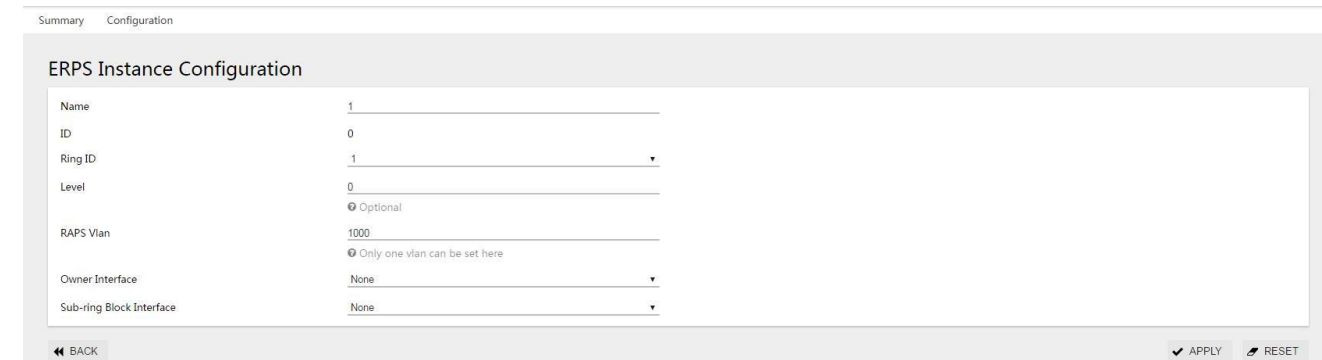 Summary Configuration
ERPS Instance Configuration
Name 1
ID 0
Ring ID 1
Level 0
Optional
RAPS Vlan 1000
Only one vlan can be set here
Owner Interface None
Sub-ring Block Interface None
BACK APPLY RESET